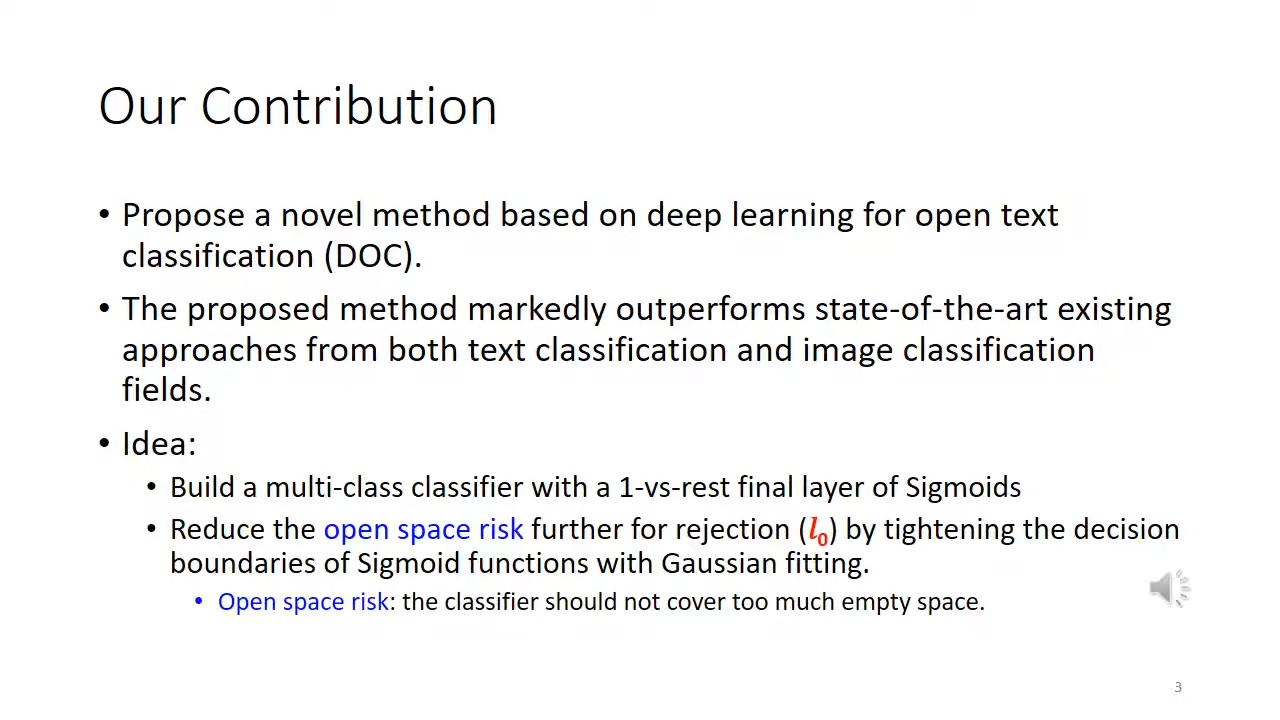 Our Contribution
• Propose a novel method based on deep learning for open text
classification (DOC).
• The proposed method markedly outperforms state-of-the-art existing
approaches from both text classification and image classification
fields.
• Idea:
• Build a multi-class classifier with a 1-vs-rest final layer of Sigmoids
• Reduce the open space risk further for rejection (l₀) by tightening the decision
boundaries of Sigmoid functions with Gaussian fitting.
• Open space risk: the classifier should not cover too much empty space.
3